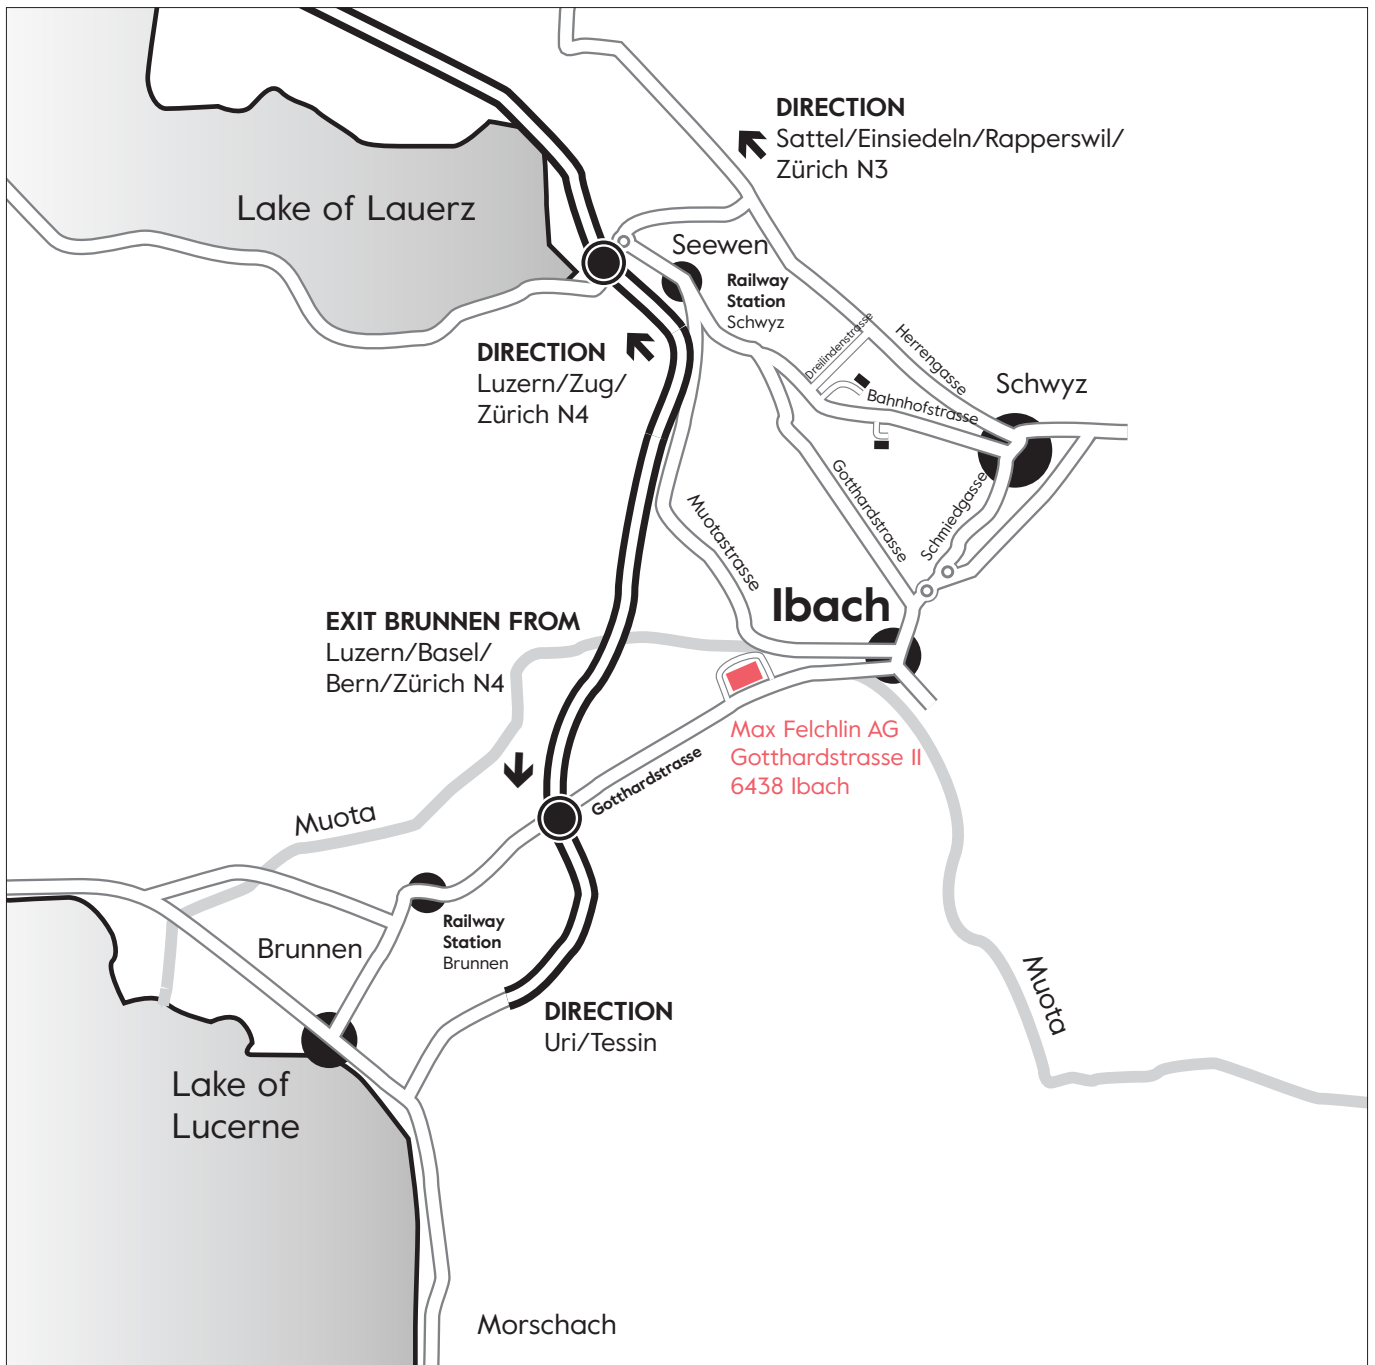 DIRECTION
Sattel/Einsiedeln/Rapperswil/
Zürich N3
Lake of Lauerz
Seewen
Railway
Station
Schwyz
DIRECTION
Luzern/Zug/
Zürich N4
Dreilindenstrasse
Herrengasse
Schwyz
Bahnhofstrasse
Gotthardstrasse
Schmiedgasse
Muotastrasse
Ibach
EXIT BRUNNEN FROM
Luzern/Basel/
Bern/Zürich N4
Max Felchlin AG
Gotthardstrasse II
6438 Ibach
Gotthardstrasse
Muota
Railway
Station
Brunnen
Brunnen
Muota
DIRECTION
Uri/Tessin
Lake of
Lucerne
Morschach